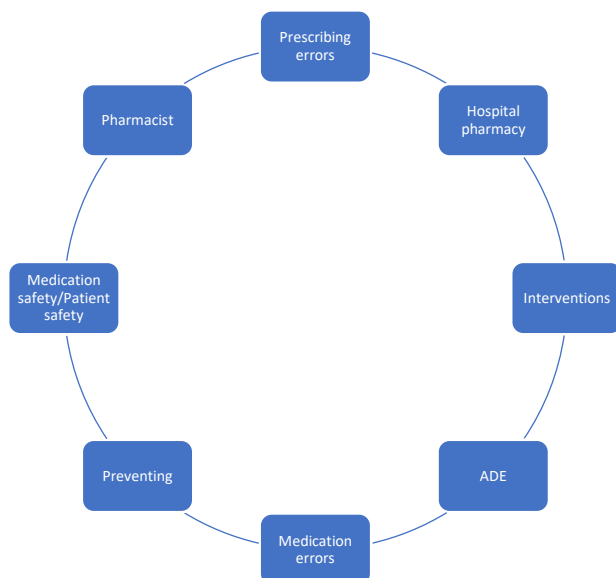 Prescribing
errors
Hospital
pharmacy
Interventions
ADE
Medication
errors
Preventing
Medication
safety/Patient
safety
Pharmacist